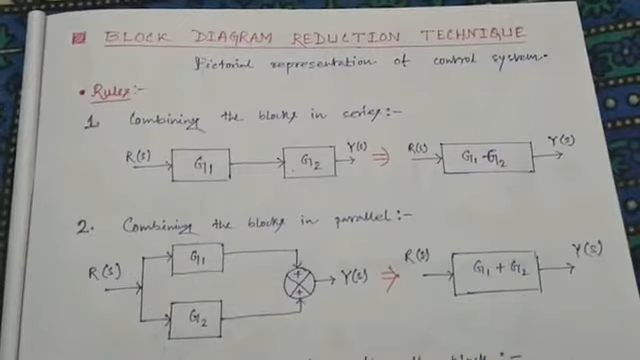 BLOCK DIAGRAM REDUCTION TECHNIQUE
Pictorial representation of control system.
• Rules:-
1. Combining the blocks in series:-
R(s) G1 G2 Y(s) ⇒ R(s) G1-G2 Y(s)
2. Combining the blocks in parallel:-
R(s) G1 G2 + + Y(s) ⇒ R(s) G1 + G2 Y(s)